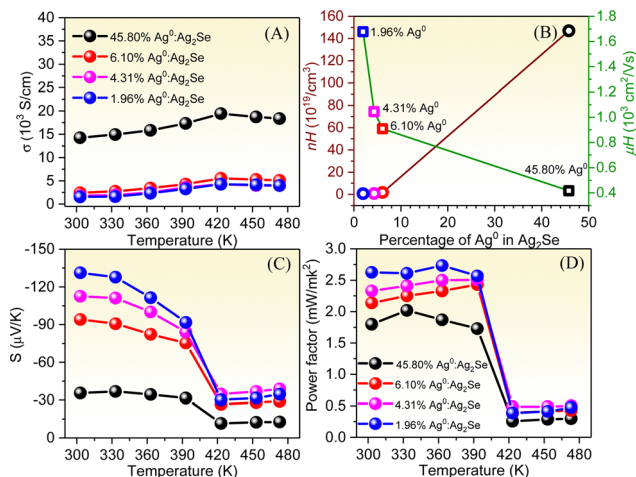 40
35
30
25
20
15
10
5
0
σ (10³ S/cm)
45.80% Ag⁰:Ag₂Se
6.10% Ag⁰:Ag₂Se
4.31% Ag⁰:Ag₂Se
1.96% Ag⁰:Ag₂Se
(A)
300 330 360 390 420 450 480
Temperature (K)
160
140
120
100
80
60
40
20
0
nH (10¹⁹/cm³)
1.96% Ag⁰
4.31% Ag⁰
6.10% Ag⁰
45.80% Ag⁰
(B)
1.8
1.6
1.4
1.2
1.0
0.8
0.6
0.4
μH (10³ cm²/Vs)
0 10 20 30 40 50
Percentage of Ag⁰ in Ag₂Se
-150
-120
-90
-60
-30
0
S (μV/K)
(C)
300 330 360 390 420 450 480
Temperature (K)
3.0
2.5
2.0
1.5
1.0
0.5
0.0
Power factor (mW/mk²)
(D)
45.80% Ag⁰:Ag₂Se
6.10% Ag⁰:Ag₂Se
4.31% Ag⁰:Ag₂Se
1.96% Ag⁰:Ag₂Se
300 330 360 390 420 450 480
Temperature (K)